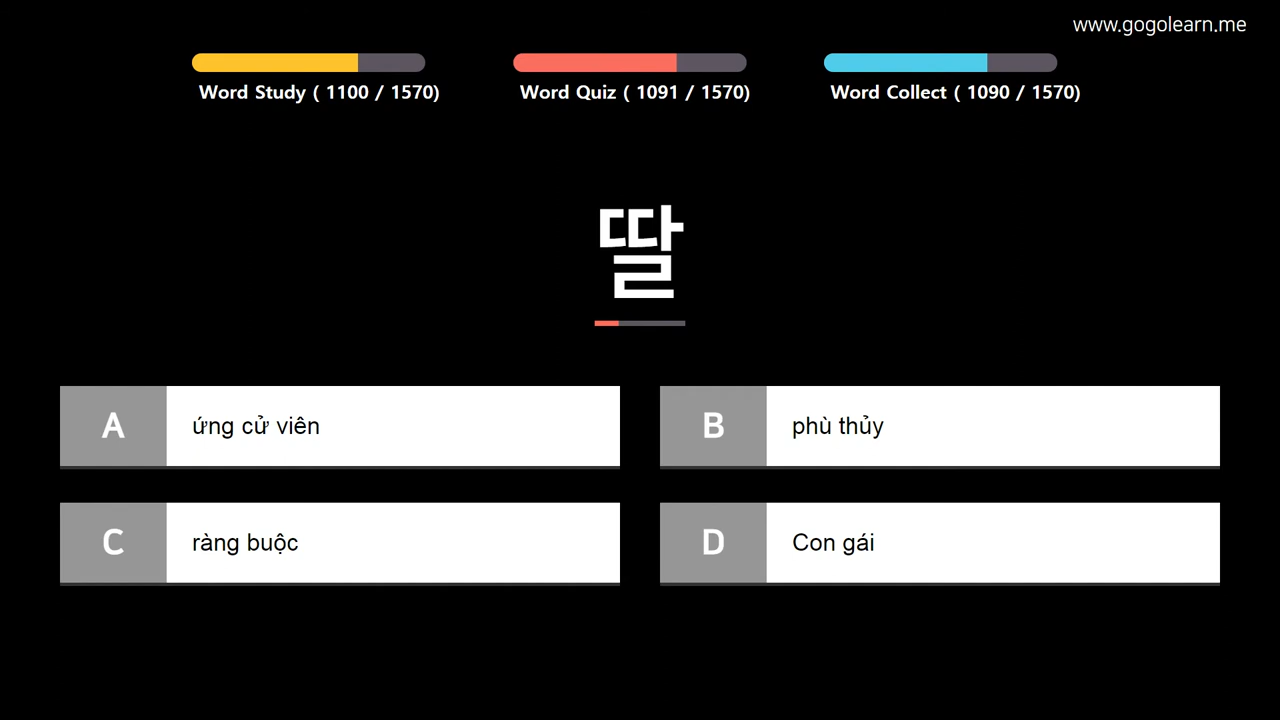 www.gogolearn.me
Word Study ( 1100 / 1570)
Word Quiz ( 1091 / 1570)
Word Collect ( 1090 / 1570)
딸
A ứng cử viên
B phù thủy
C ràng buộc
D Con gái